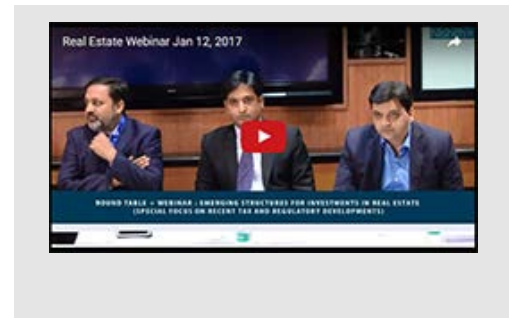 Real Estate Webinar Jan 12, 2017
ROUND TABLE + WEBINAR : EMERGING STRUCTURES FOR INVESTMENTS IN REAL ESTATE
(SPECIAL FOCUS ON RECENT TAX AND REGULATORY DEVELOPMENTS)